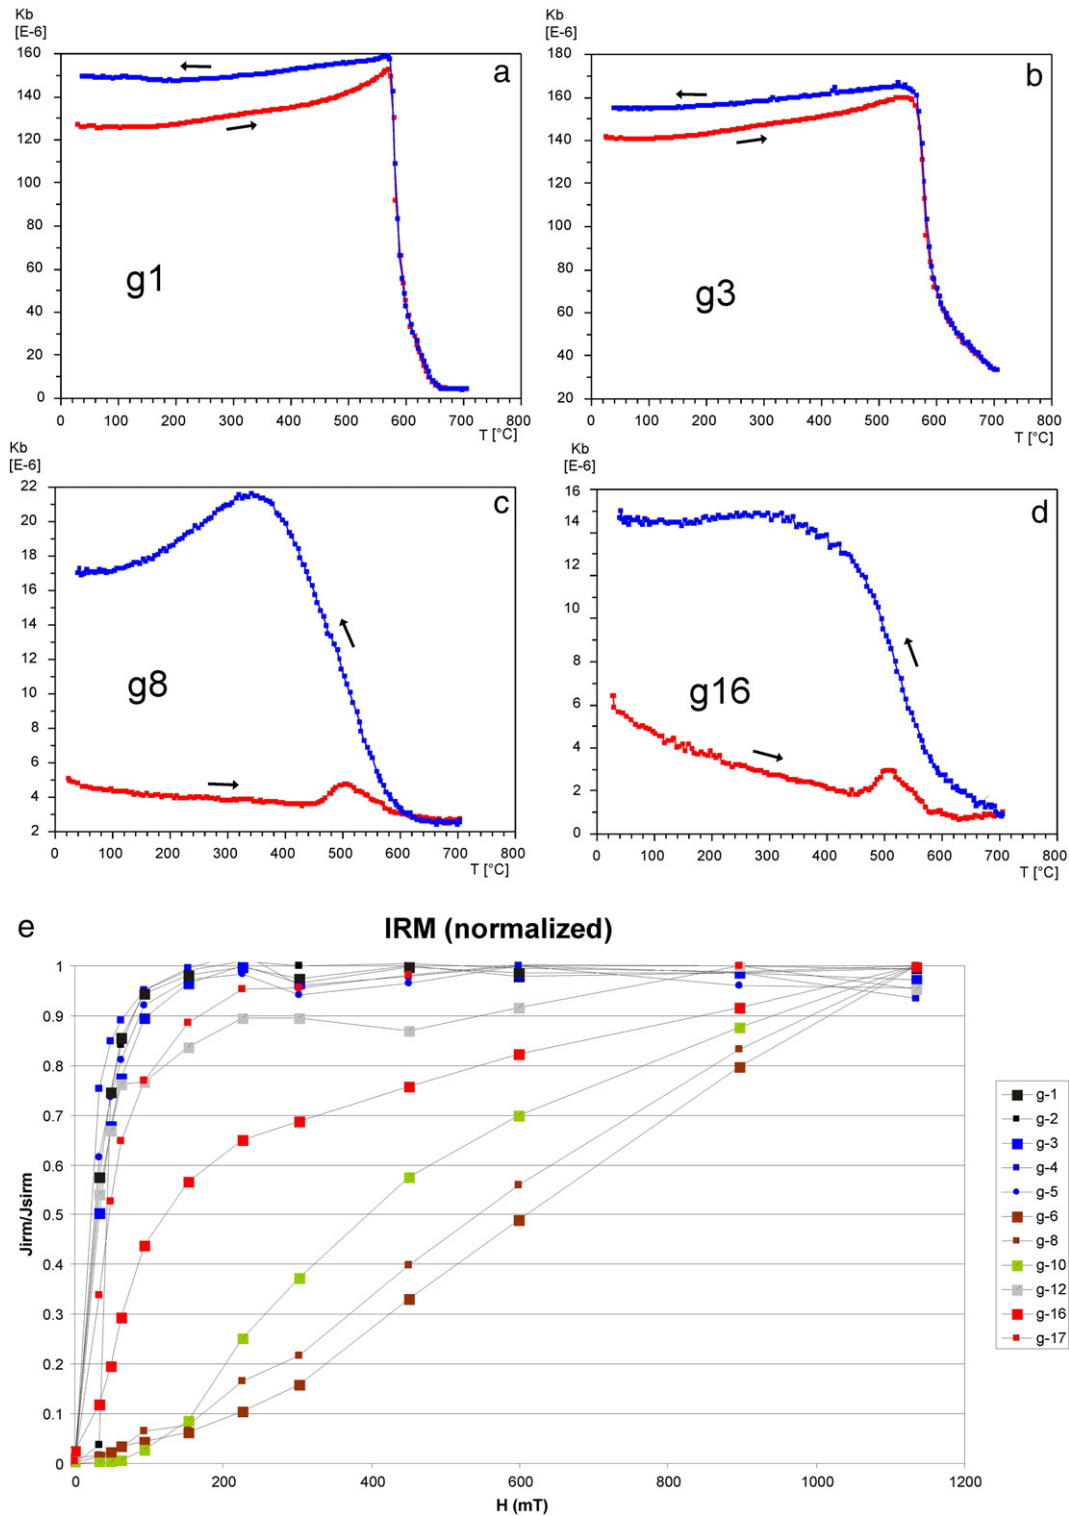 Kb
[E-6]
160
140
120
100
80
60
40
20
0
a
g1
0 100 200 300 400 500 600 700 800
T [°C]
Kb
[E-6]
180
160
140
120
100
80
60
40
20
b
g3
0 100 200 300 400 500 600 700 800
T [°C]
Kb
[E-6]
22
20
18
16
14
12
10
8
6
4
2
c
g8
0 100 200 300 400 500 600 700 800
T [°C]
Kb
[E-6]
16
14
12
10
8
6
4
2
0
d
g16
0 100 200 300 400 500 600 700 800
T [°C]
e
IRM (normalized)
Jirm/Jsirm
1
0.9
0.8
0.7
0.6
0.5
0.4
0.3
0.2
0.1
0
0 200 400 600 800 1000 1200
H (mT)
g-1
g-2
g-3
g-4
g-5
g-6
g-8
g-10
g-12
g-16
g-17